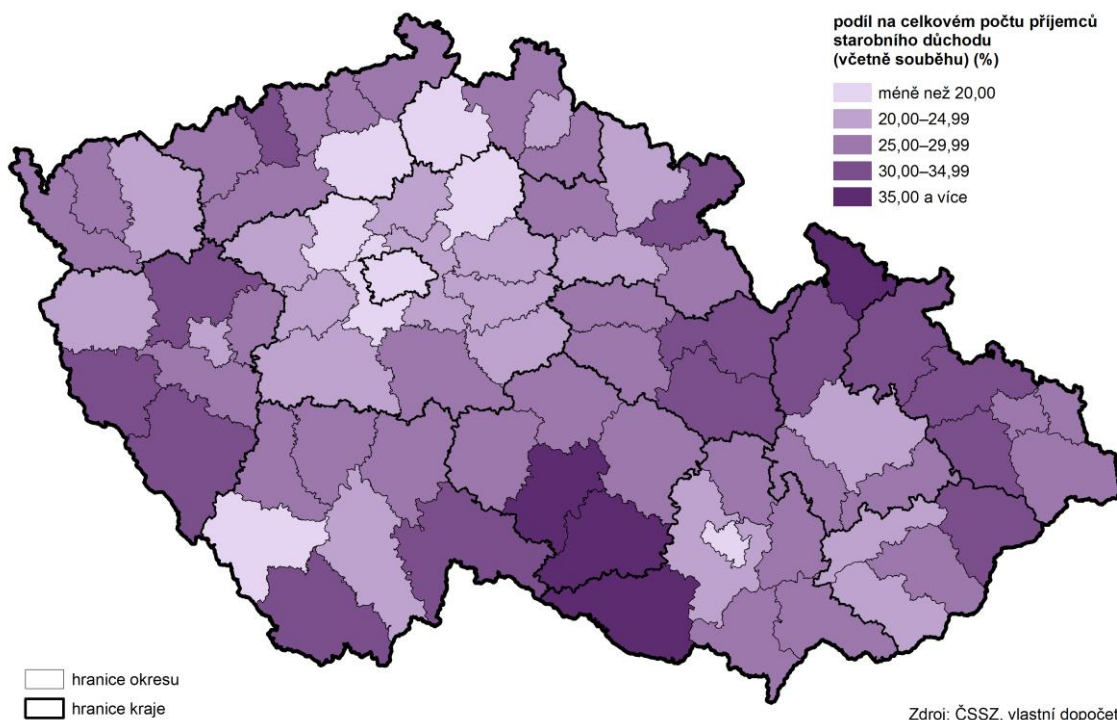 podíl na celkovém počtu příjemců
starobního důchodu
(včetně souběhu) (%)
méně než 20,00
20,00–24,99
25,00–29,99
30,00–34,99
35,00 a více
hranice okresu
hranice kraje
Zdroj: ČSSZ, vlastní dopočet